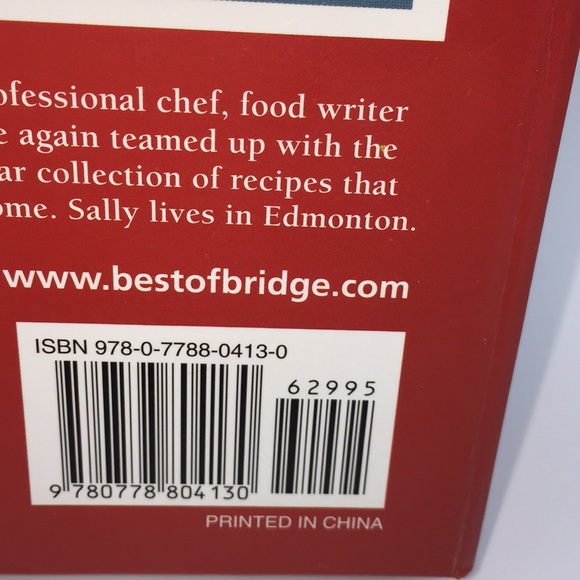 ofessional chef, food writer
e again teamed up with the
ar collection of recipes that
ome. Sally lives in Edmonton.
www.bestofbridge.com
ISBN 978-0-7788-0413-0
62995
9 780778 804130
PRINTED IN CHINA